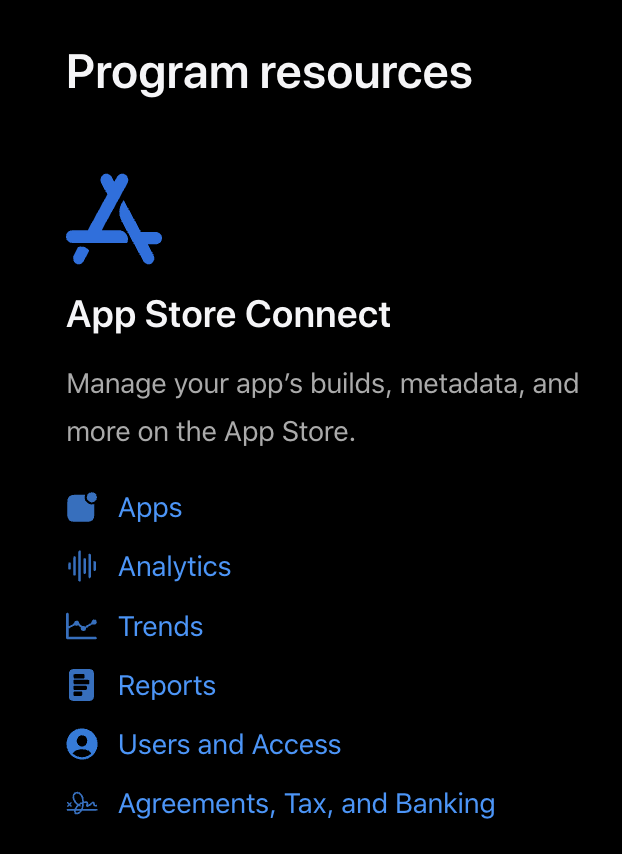 Program resources
App Store Connect
Manage your app’s builds, metadata, and
more on the App Store.
Apps
Analytics
Trends
Reports
Users and Access
Agreements, Tax, and Banking